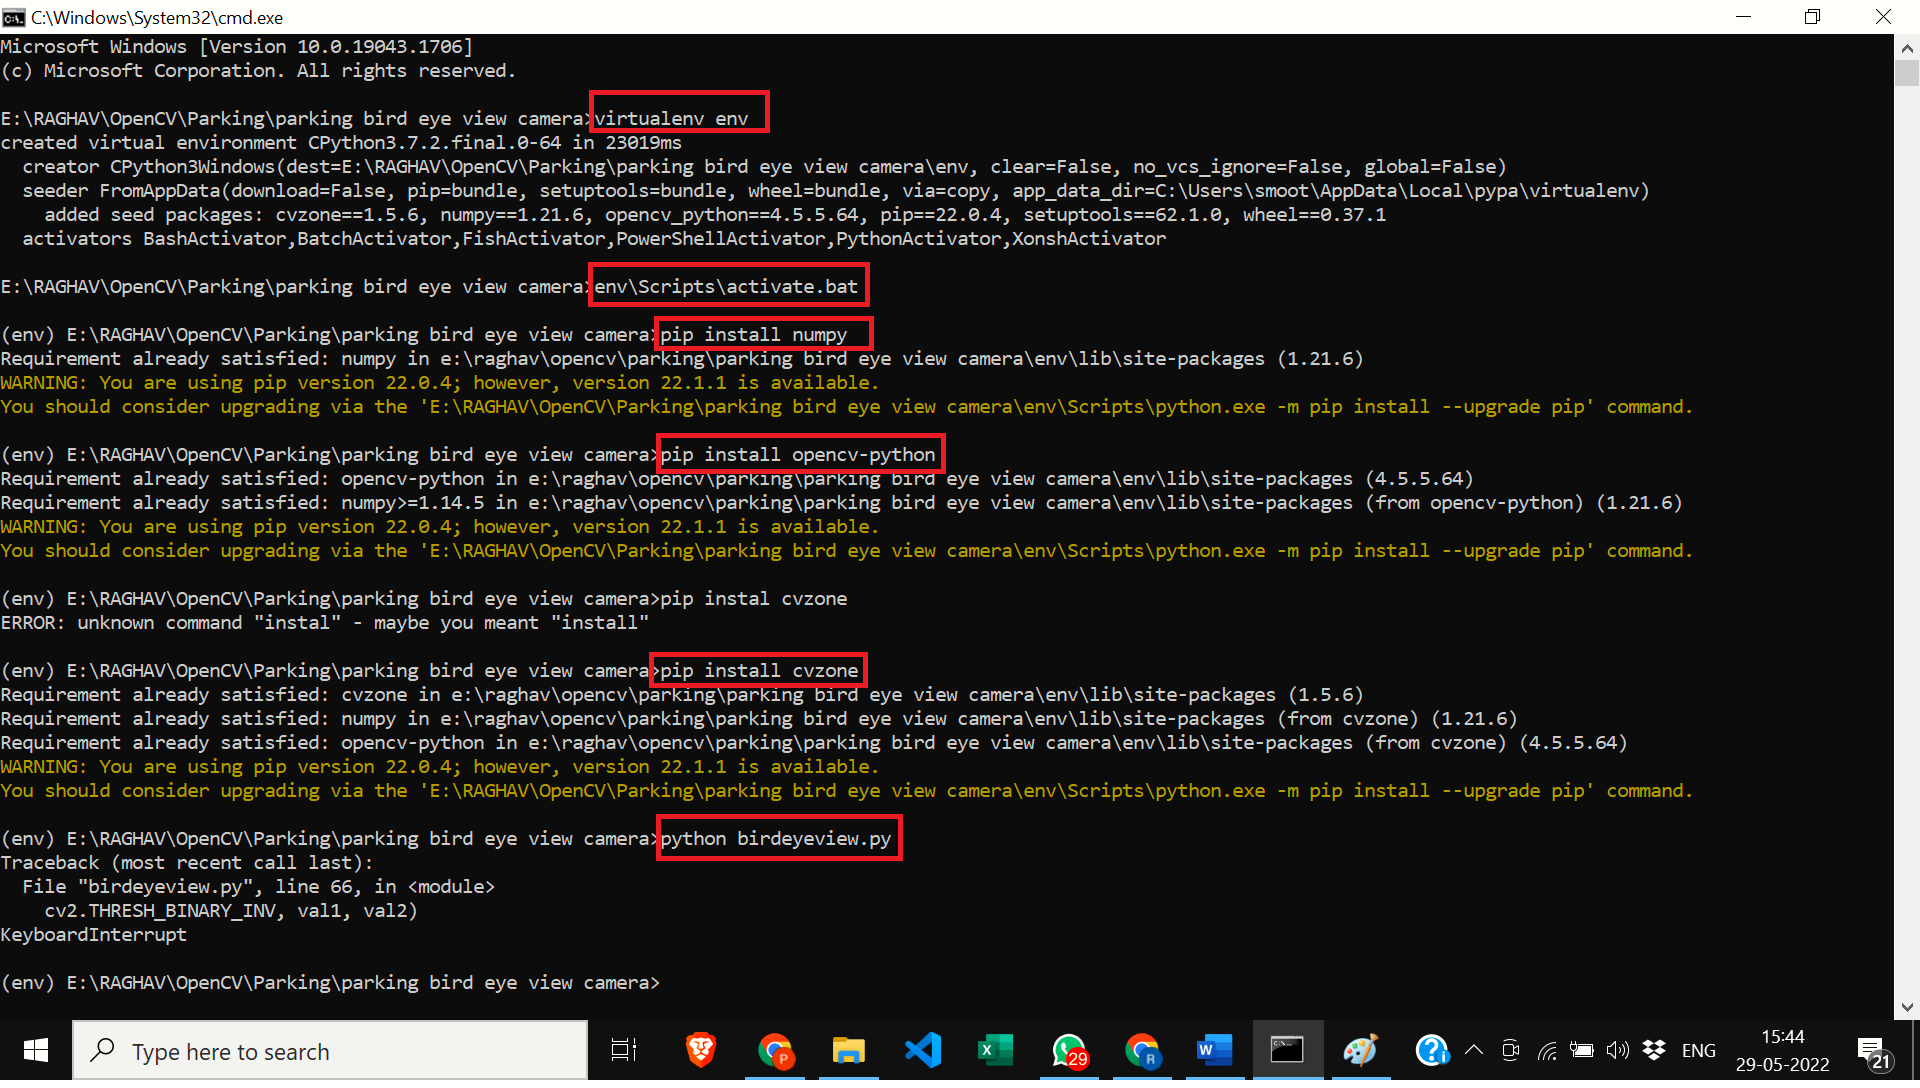 C:\Windows\System32\cmd.exe
Microsoft Windows [Version 10.0.19043.1706]
(c) Microsoft Corporation. All rights reserved.
E:\RAGHAV\OpenCV\Parking\parking bird eye view camera>virtualenv env
created virtual environment CPython3.7.2.final.0-64 in 23019ms
  creator CPython3Windows(dest=E:\RAGHAV\OpenCV\Parking\parking bird eye view camera\env, clear=False, no_vcs_ignore=False, global=False)
  seeder FromAppData(download=False, pip=bundle, setuptools=bundle, wheel=bundle, via=copy, app_data_dir=C:\Users\smoot\AppData\Local\pypa\virtualenv)
    added seed packages: cvzone==1.5.6, numpy==1.21.6, opencv_python==4.5.5.64, pip==22.0.4, setuptools==62.1.0, wheel==0.37.1
  activators BashActivator,BatchActivator,FishActivator,PowerShellActivator,PythonActivator,XonshActivator
E:\RAGHAV\OpenCV\Parking\parking bird eye view camera>env\Scripts\activate.bat
(env) E:\RAGHAV\OpenCV\Parking\parking bird eye view camera>pip install numpy
Requirement already satisfied: numpy in e:\raghav\opencv\parking\parking bird eye view camera\env\lib\site-packages (1.21.6)
WARNING: You are using pip version 22.0.4; however, version 22.1.1 is available.
You should consider upgrading via the 'E:\RAGHAV\OpenCV\Parking\parking bird eye view camera\env\Scripts\python.exe -m pip install --upgrade pip' command.
(env) E:\RAGHAV\OpenCV\Parking\parking bird eye view camera>pip install opencv-python
Requirement already satisfied: opencv-python in e:\raghav\opencv\parking\parking bird eye view camera\env\lib\site-packages (4.5.5.64)
Requirement already satisfied: numpy>=1.14.5 in e:\raghav\opencv\parking\parking bird eye view camera\env\lib\site-packages (from opencv-python) (1.21.6)
WARNING: You are using pip version 22.0.4; however, version 22.1.1 is available.
You should consider upgrading via the 'E:\RAGHAV\OpenCV\Parking\parking bird eye view camera\env\Scripts\python.exe -m pip install --upgrade pip' command.
(env) E:\RAGHAV\OpenCV\Parking\parking bird eye view camera>pip instal cvzone
ERROR: unknown command "instal" - maybe you meant "install"
(env) E:\RAGHAV\OpenCV\Parking\parking bird eye view camera>pip install cvzone
Requirement already satisfied: cvzone in e:\raghav\opencv\parking\parking bird eye view camera\env\lib\site-packages (1.5.6)
Requirement already satisfied: numpy in e:\raghav\opencv\parking\parking bird eye view camera\env\lib\site-packages (from cvzone) (1.21.6)
Requirement already satisfied: opencv-python in e:\raghav\opencv\parking\parking bird eye view camera\env\lib\site-packages (from cvzone) (4.5.5.64)
WARNING: You are using pip version 22.0.4; however, version 22.1.1 is available.
You should consider upgrading via the 'E:\RAGHAV\OpenCV\Parking\parking bird eye view camera\env\Scripts\python.exe -m pip install --upgrade pip' command.
(env) E:\RAGHAV\OpenCV\Parking\parking bird eye view camera>python birdeyeview.py
Traceback (most recent call last):
  File "birdeyeview.py", line 66, in <module>
    cv2.THRESH_BINARY_INV, val1, val2)
KeyboardInterrupt
(env) E:\RAGHAV\OpenCV\Parking\parking bird eye view camera>
Type here to search
P
29
R
ENG
15:44
29-05-2022
21